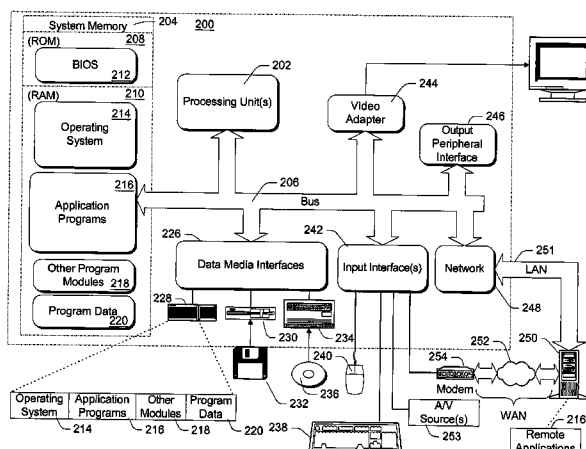 System Memory
204
200
(ROM)
208
BIOS
212
(RAM)
210
214
Operating
System
216
Application
Programs
Other Program
Modules
218
Program Data
220
202
Processing Unit(s)
244
Video
Adapter
246
Output
Peripheral
Interface
206
Bus
226
Data Media Interfaces
242
Input Interface(s)
Network
248
251
LAN
228
230
234
232
236
240
254
Modem
252
250
WAN
A/V
Source(s)
253
238
216
Remote
Applications
Operating
System
Application
Programs
Other
Modules
Program
Data
214
216
218
220